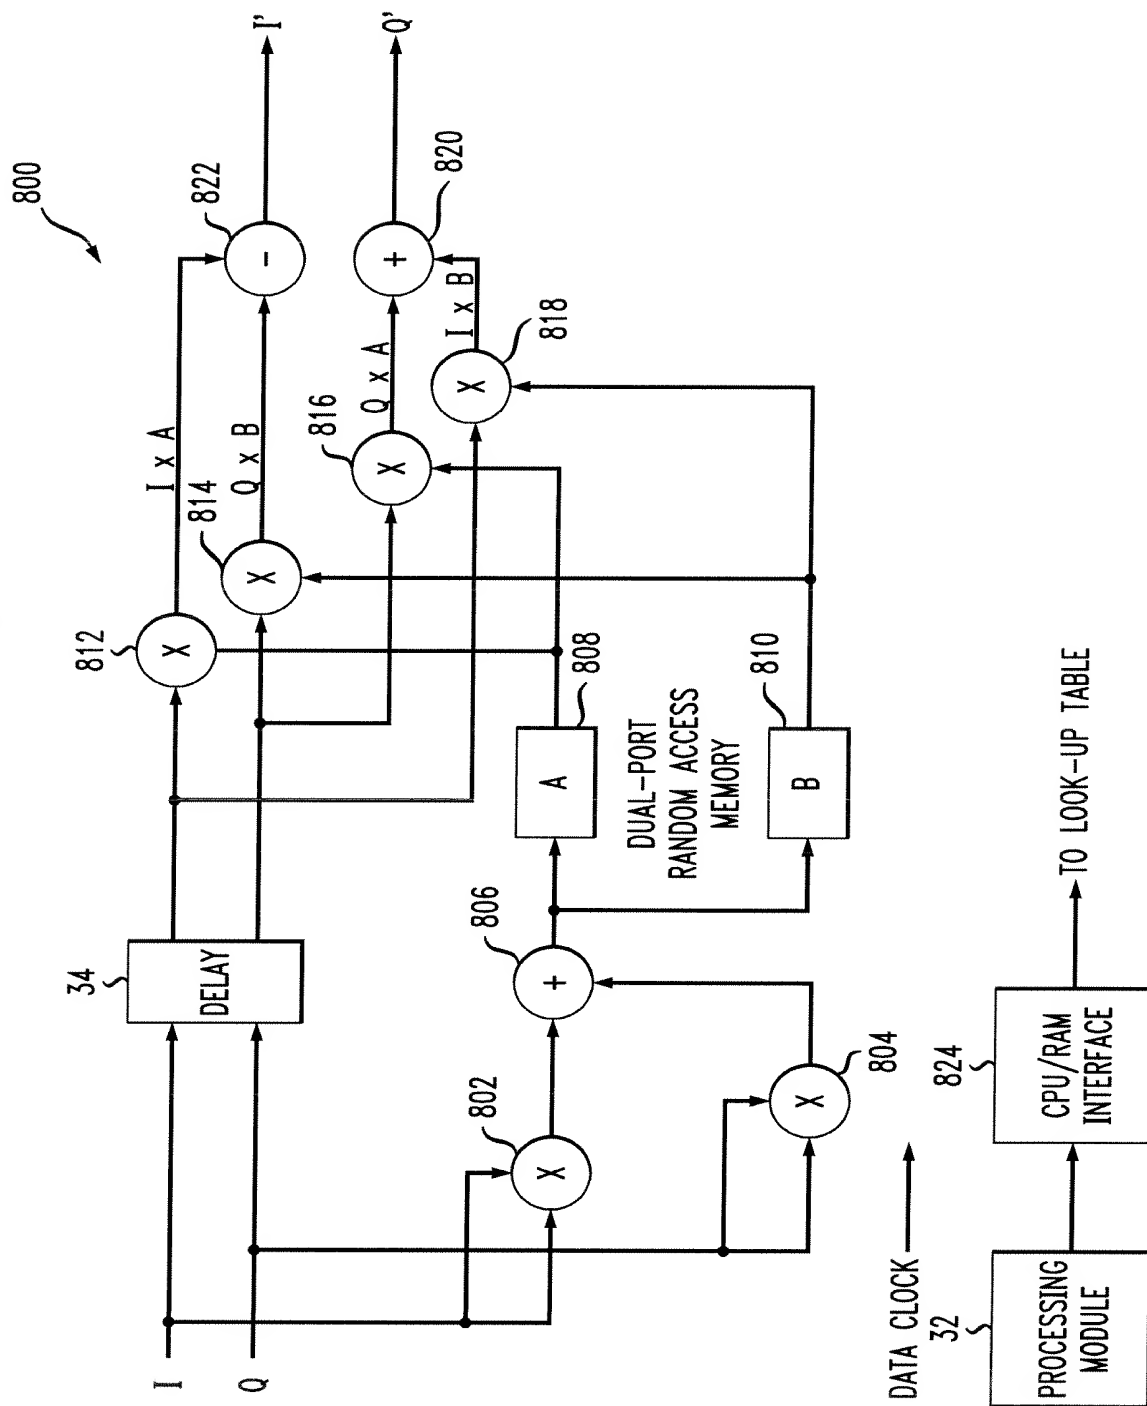 800
I
Q
34
DELAY
812
X
814
X
I x A
Q x B
816
X
Q x A
818
X
I x B
822
-
820
+
I'
Q'
802
X
804
X
806
+
A
808
DUAL-PORT
RANDOM ACCESS
MEMORY
B
810
DATA CLOCK
32
PROCESSING
MODULE
824
CPU/RAM
INTERFACE
TO LOOK-UP TABLE